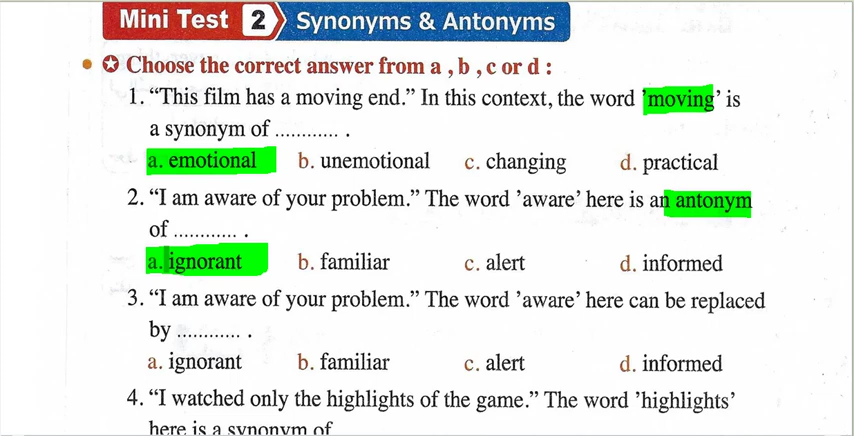 Mini Test 2 Synonyms & Antonyms
Choose the correct answer from a , b , c or d :
1. “This film has a moving end.” In this context, the word ’moving’ is
a synonym of ............ .
a. emotional b. unemotional c. changing d. practical
2. “I am aware of your problem.” The word ’aware’ here is an antonym
of ............ .
a. ignorant b. familiar c. alert d. informed
3. “I am aware of your problem.” The word ’aware’ here can be replaced
by ............ .
a. ignorant b. familiar c. alert d. informed
4. “I watched only the highlights of the game.” The word ’highlights’
here is a synonym of